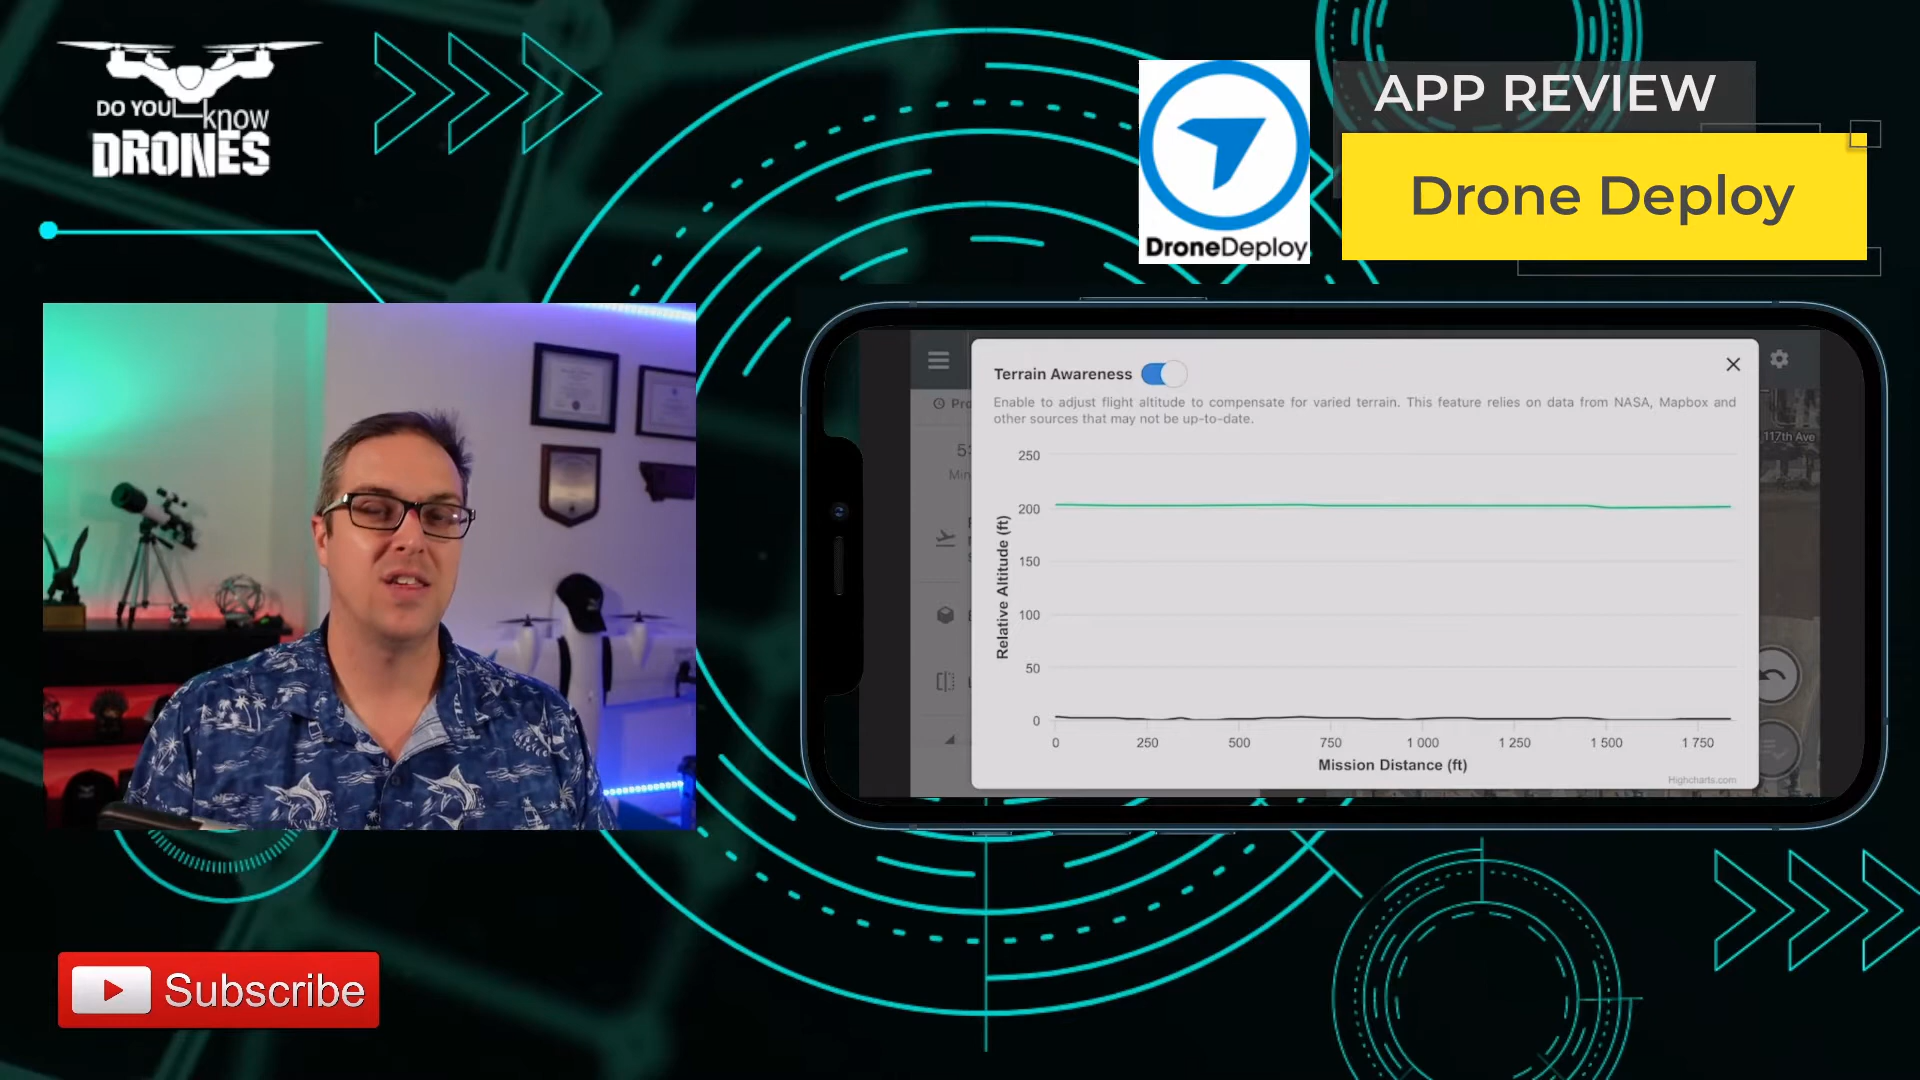 DO YOU
know
DRONES
APP REVIEW
Drone Deploy
DroneDeploy
Terrain Awareness
Enable to adjust flight altitude to compensate for varied terrain. This feature relies on data from NASA, Mapbox and
other sources that may not be up-to-date.
117th Ave
250
200
150
100
50
0
Relative Altitude (ft)
0 250 500 750 1 000 1 250 1 500 1 750
Mission Distance (ft)
Highcharts.com
Subscribe